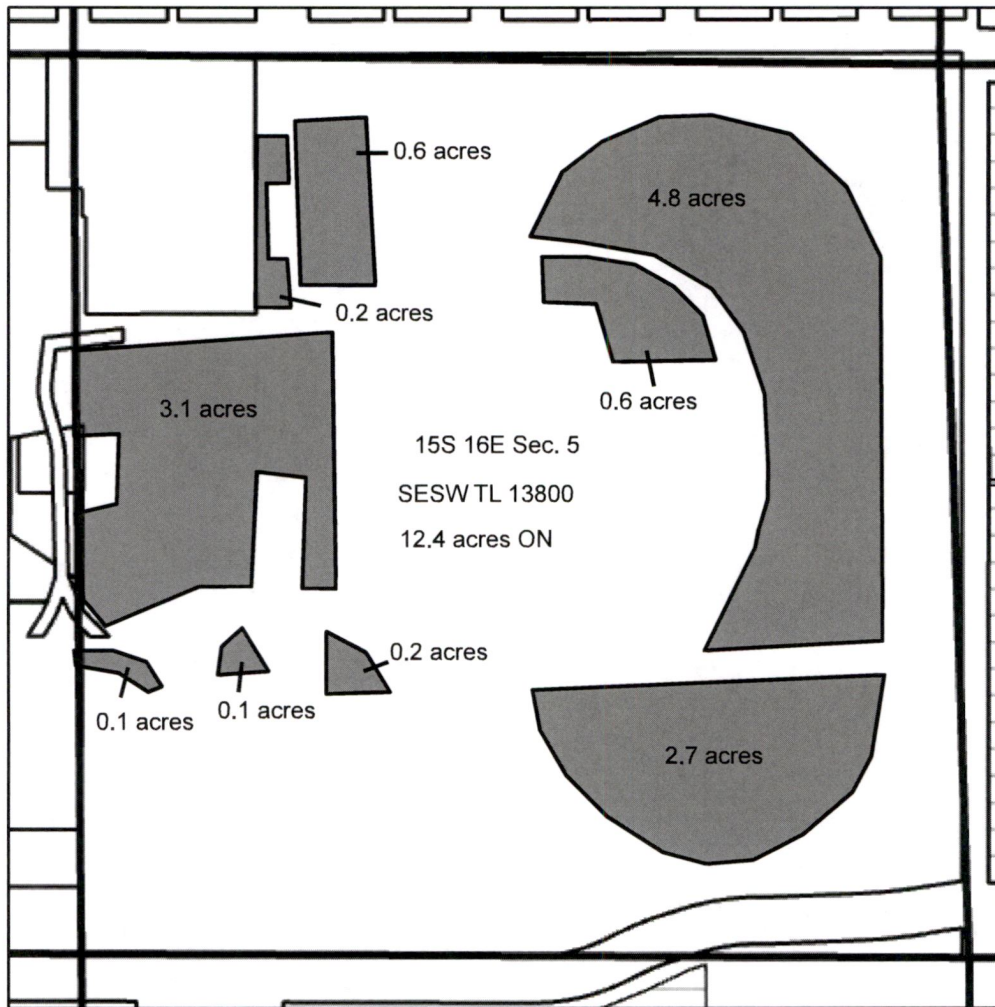 0.6 acres
4.8 acres
0.2 acres
0.6 acres
3.1 acres
15S 16E Sec. 5
SESW TL 13800
12.4 acres ON
0.2 acres
0.1 acres
0.1 acres
2.7 acres